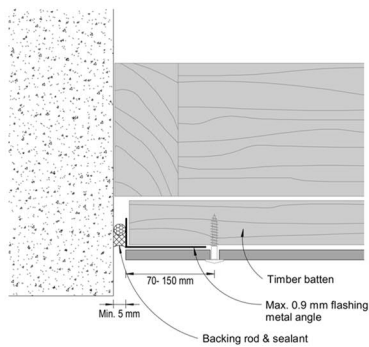 70- 150 mm
Timber batten
Min. 5 mm
Max. 0.9 mm flashing
metal angle
Backing rod & sealant